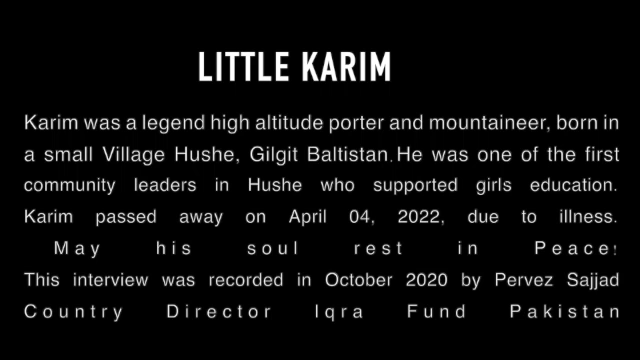 LITTLE KARIM
Karim was a legend high altitude porter and mountaineer, born in
a small Village Hushe, Gilgit Baltistan. He was one of the first
community leaders in Hushe who supported girls education.
Karim passed away on April 04, 2022, due to illness.
May his soul rest in Peace!
This interview was recorded in October 2020 by Pervez Sajjad
Country Director Iqra Fund Pakistan